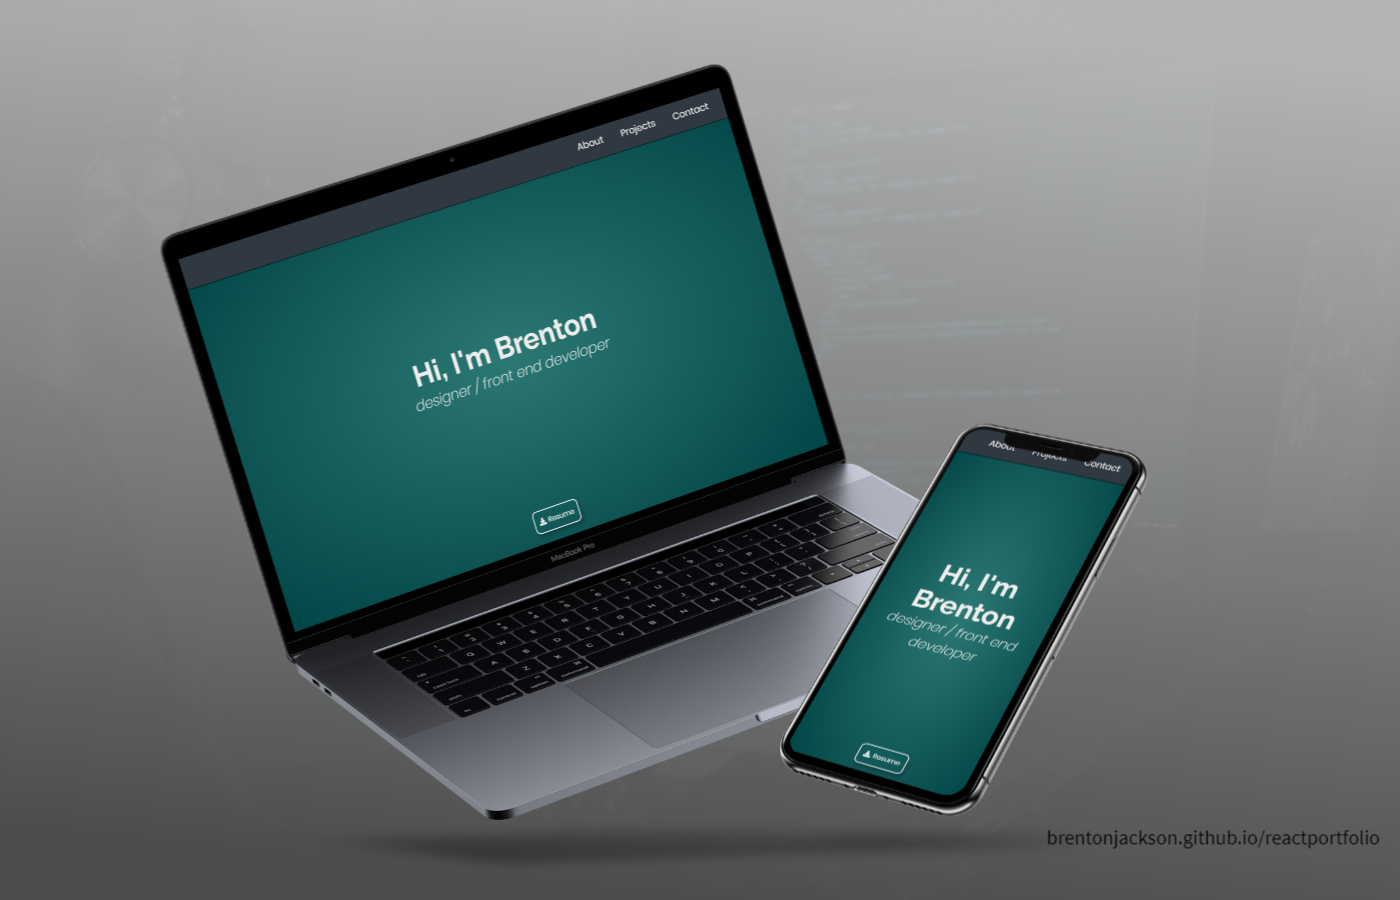 About Projects Contact
Hi, I'm Brenton
designer / front end developer
Resume
MacBook Pro
About Projects Contact
Hi, I'm
Brenton
designer / front end
developer
Resume
brentonjackson.github.io/reactportfolio